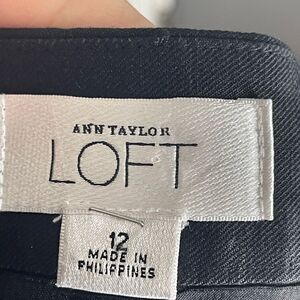 ANN TAYLOR
LOFT
12
MADE IN
PHILIPPINES